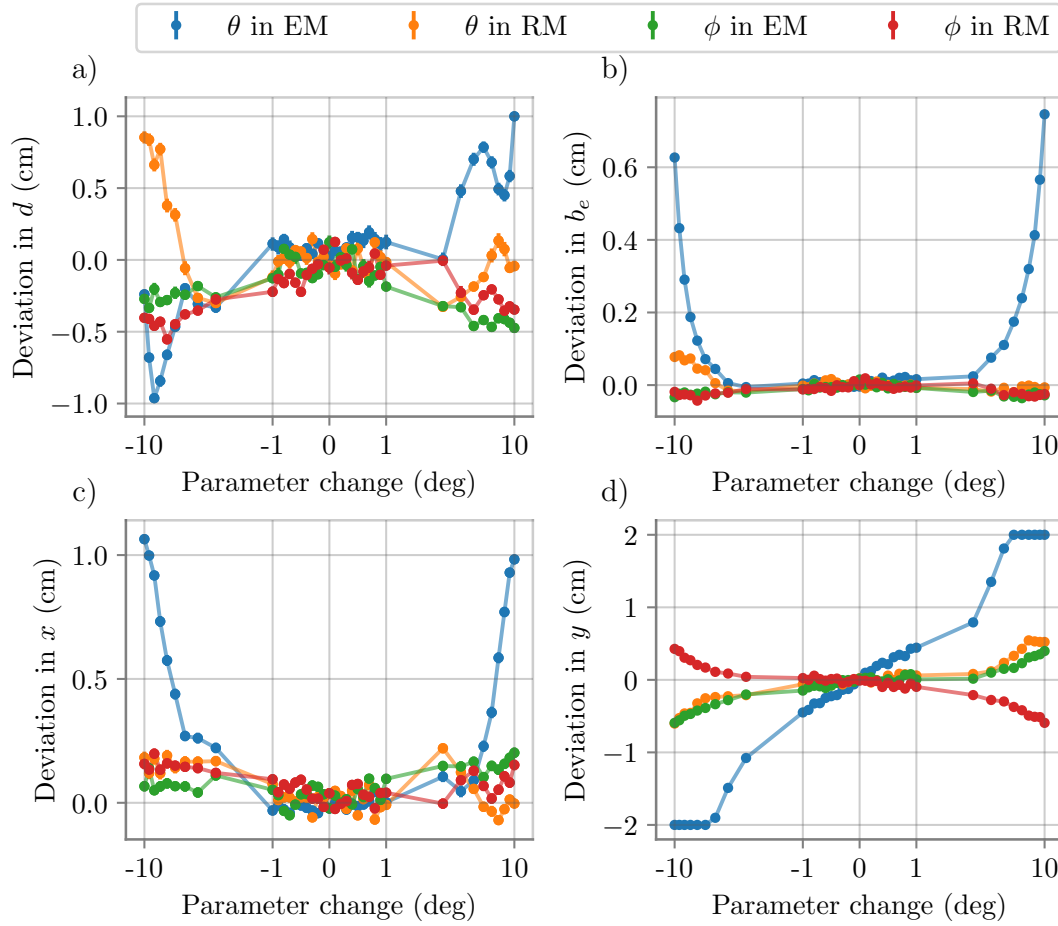 θ in EM θ in RM ϕ in EM ϕ in RM
a)
Deviation in d (cm)
1.0
0.5
0.0
−0.5
−1.0
-10 -1 0 1 10
Parameter change (deg)
b)
Deviation in b_e (cm)
0.6
0.4
0.2
0.0
-10 -1 0 1 10
Parameter change (deg)
c)
Deviation in x (cm)
1.0
0.5
0.0
-10 -1 0 1 10
Parameter change (deg)
d)
Deviation in y (cm)
2
1
0
−1
−2
-10 -1 0 1 10
Parameter change (deg)